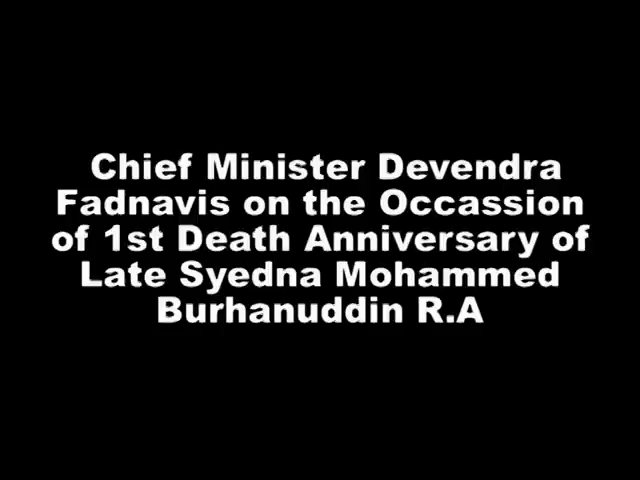 Chief Minister Devendra
Fadnavis on the Occassion
of 1st Death Anniversary of
Late Syedna Mohammed
Burhanuddin R.A